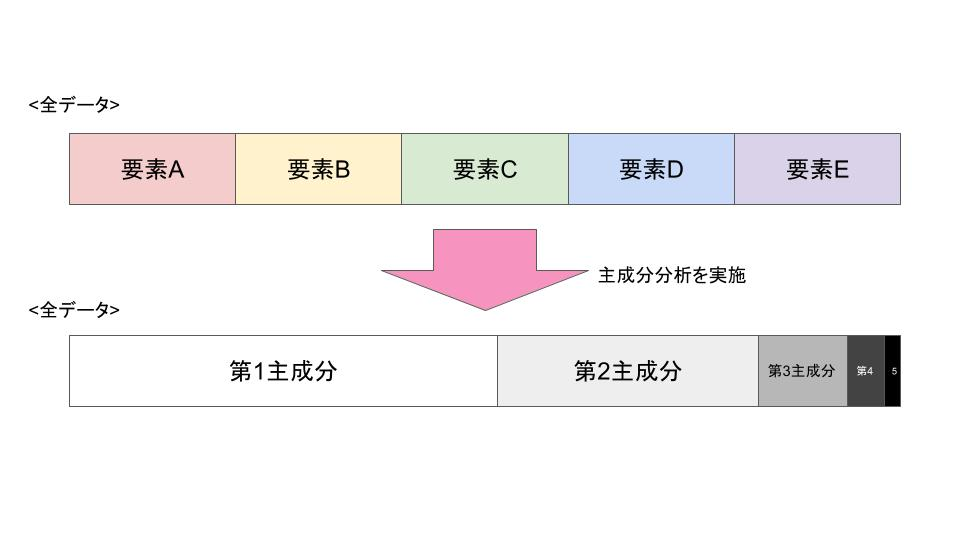 <全データ>
要素A
要素B
要素C
要素D
要素E
主成分分析を実施
<全データ>
第1主成分
第2主成分
第3主成分
第4
5